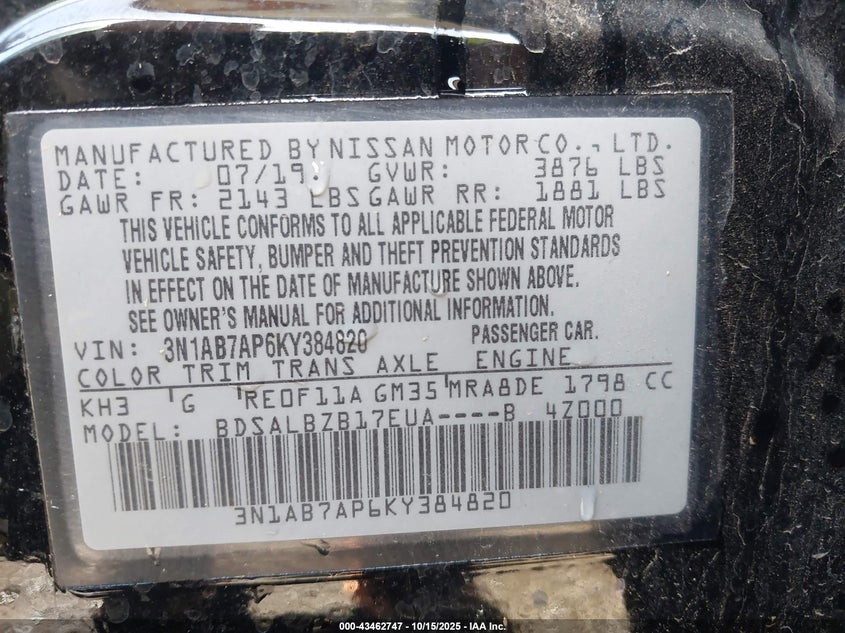 MANUFACTURED BY NISSAN MOTOR CO., LTD.
DATE: 07/19 GVWR: 3876 LBS
GAWR FR: 2143 LBS GAWR RR: 1881 LBS
THIS VEHICLE CONFORMS TO ALL APPLICABLE FEDERAL MOTOR
VEHICLE SAFETY, BUMPER AND THEFT PREVENTION STANDARDS
IN EFFECT ON THE DATE OF MANUFACTURE SHOWN ABOVE.
SEE OWNER'S MANUAL FOR ADDITIONAL INFORMATION.
VIN: 3N1AB7AP6KY384820 PASSENGER CAR.
COLOR TRIM TRANS AXLE ENGINE
KH3 G RE0F11A GM35 MRA8DE 1798 CC
MODEL: BDSALBZB17EUA----B 4Z000
3N1AB7AP6KY384820
000-43462747 - 10/15/2025 - IAA Inc.